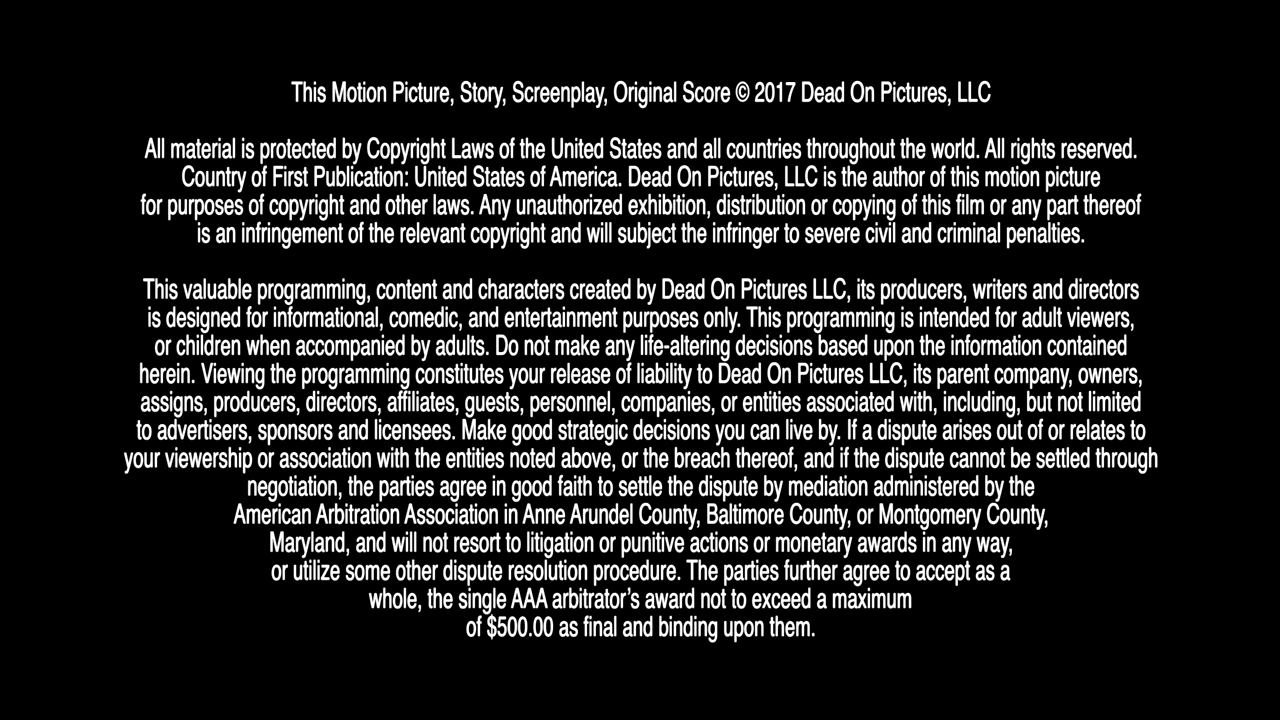 This Motion Picture, Story, Screenplay, Original Score © 2017 Dead On Pictures, LLC
All material is protected by Copyright Laws of the United States and all countries throughout the world. All rights reserved.
Country of First Publication: United States of America. Dead On Pictures, LLC is the author of this motion picture
for purposes of copyright and other laws. Any unauthorized exhibition, distribution or copying of this film or any part thereof
is an infringement of the relevant copyright and will subject the infringer to severe civil and criminal penalties.
This valuable programming, content and characters created by Dead On Pictures LLC, its producers, writers and directors
is designed for informational, comedic, and entertainment purposes only. This programming is intended for adult viewers,
or children when accompanied by adults. Do not make any life-altering decisions based upon the information contained
herein. Viewing the programming constitutes your release of liability to Dead On Pictures LLC, its parent company, owners,
assigns, producers, directors, affiliates, guests, personnel, companies, or entities associated with, including, but not limited
to advertisers, sponsors and licensees. Make good strategic decisions you can live by. If a dispute arises out of or relates to
your viewership or association with the entities noted above, or the breach thereof, and if the dispute cannot be settled through
negotiation, the parties agree in good faith to settle the dispute by mediation administered by the
American Arbitration Association in Anne Arundel County, Baltimore County, or Montgomery County,
Maryland, and will not resort to litigation or punitive actions or monetary awards in any way,
or utilize some other dispute resolution procedure. The parties further agree to accept as a
whole, the single AAA arbitrator's award not to exceed a maximum
of $500.00 as final and binding upon them.